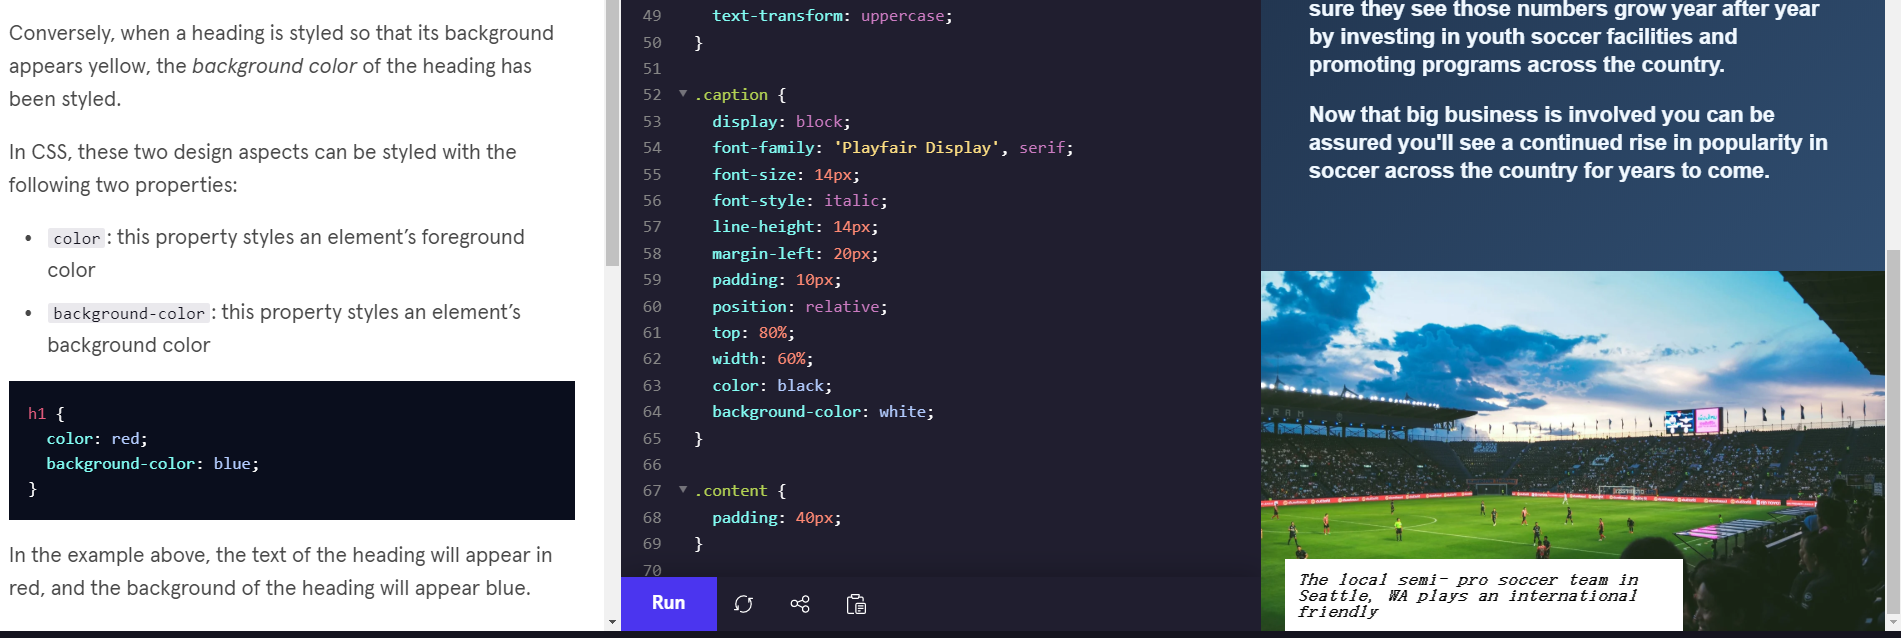 Conversely, when a heading is styled so that its background
appears yellow, the background color of the heading has
been styled.
In CSS, these two design aspects can be styled with the
following two properties:
• color: this property styles an element’s foreground
color
• background-color: this property styles an element’s
background color
h1 {
color: red;
background-color: blue;
}
In the example above, the text of the heading will appear in
red, and the background of the heading will appear blue.
49 text-transform: uppercase;
50 }
51
52 .caption {
53 display: block;
54 font-family: 'Playfair Display', serif;
55 font-size: 14px;
56 font-style: italic;
57 line-height: 14px;
58 margin-left: 20px;
59 padding: 10px;
60 position: relative;
61 top: 80%;
62 width: 60%;
63 color: black;
64 background-color: white;
65 }
66
67 .content {
68 padding: 40px;
69 }
70
Run
sure they see those numbers grow year after year
by investing in youth soccer facilities and
promoting programs across the country.
Now that big business is involved you can be
assured you'll see a continued rise in popularity in
soccer across the country for years to come.
The local semi- pro soccer team in
Seattle, WA plays an international
friendly